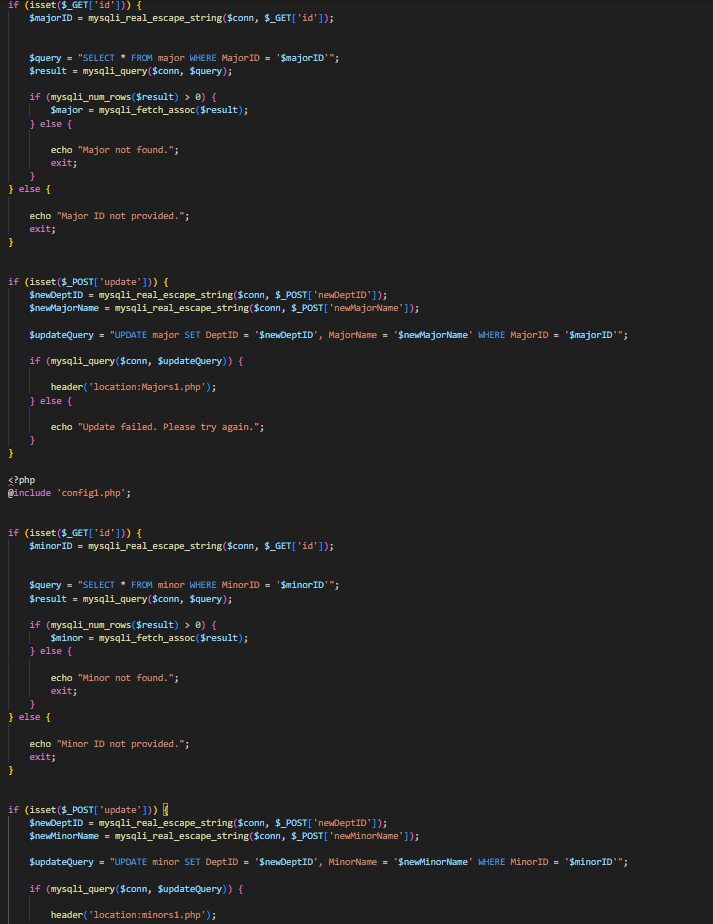 if (isset($_GET['id'])) {
    $majorID = mysqli_real_escape_string($conn, $_GET['id']);
    $query = "SELECT * FROM major WHERE MajorID = '$majorID'";
    $result = mysqli_query($conn, $query);
    if (mysqli_num_rows($result) > 0) {
        $major = mysqli_fetch_assoc($result);
    } else {
        echo "Major not found.";
        exit;
    }
} else {
    echo "Major ID not provided.";
    exit;
}
if (isset($_POST['update'])) {
    $newDeptID = mysqli_real_escape_string($conn, $_POST['newDeptID']);
    $newMajorName = mysqli_real_escape_string($conn, $_POST['newMajorName']);
    $updateQuery = "UPDATE major SET DeptID = '$newDeptID', MajorName = '$newMajorName' WHERE MajorID = '$majorID'";
    if (mysqli_query($conn, $updateQuery)) {
        header('location:Majors1.php');
    } else {
        echo "Update failed. Please try again.";
    }
}
<?php
@include 'config1.php';
if (isset($_GET['id'])) {
    $minorID = mysqli_real_escape_string($conn, $_GET['id']);
    $query = "SELECT * FROM minor WHERE MinorID = '$minorID'";
    $result = mysqli_query($conn, $query);
    if (mysqli_num_rows($result) > 0) {
        $minor = mysqli_fetch_assoc($result);
    } else {
        echo "Minor not found.";
        exit;
    }
} else {
    echo "Minor ID not provided.";
    exit;
}
if (isset($_POST['update'])) {
    $newDeptID = mysqli_real_escape_string($conn, $_POST['newDeptID']);
    $newMinorName = mysqli_real_escape_string($conn, $_POST['newMinorName']);
    $updateQuery = "UPDATE minor SET DeptID = '$newDeptID', MinorName = '$newMinorName' WHERE MinorID = '$minorID'";
    if (mysqli_query($conn, $updateQuery)) {
        header('location:minors1.php');